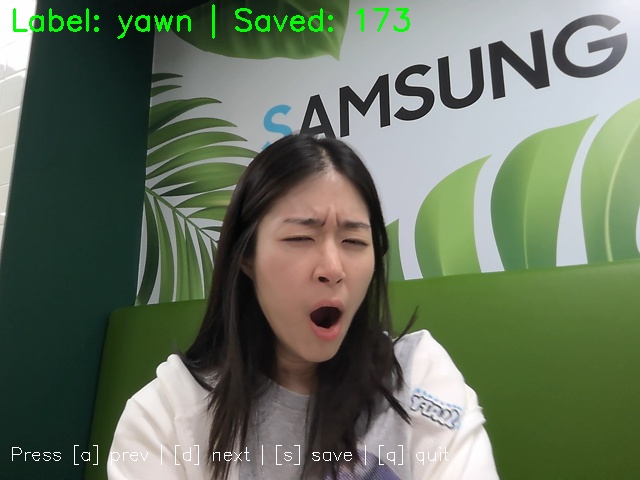 Label: yawn | Saved: 173
SAMSUNG
Press [a] prev | [d] next | [s] save | [q] quit